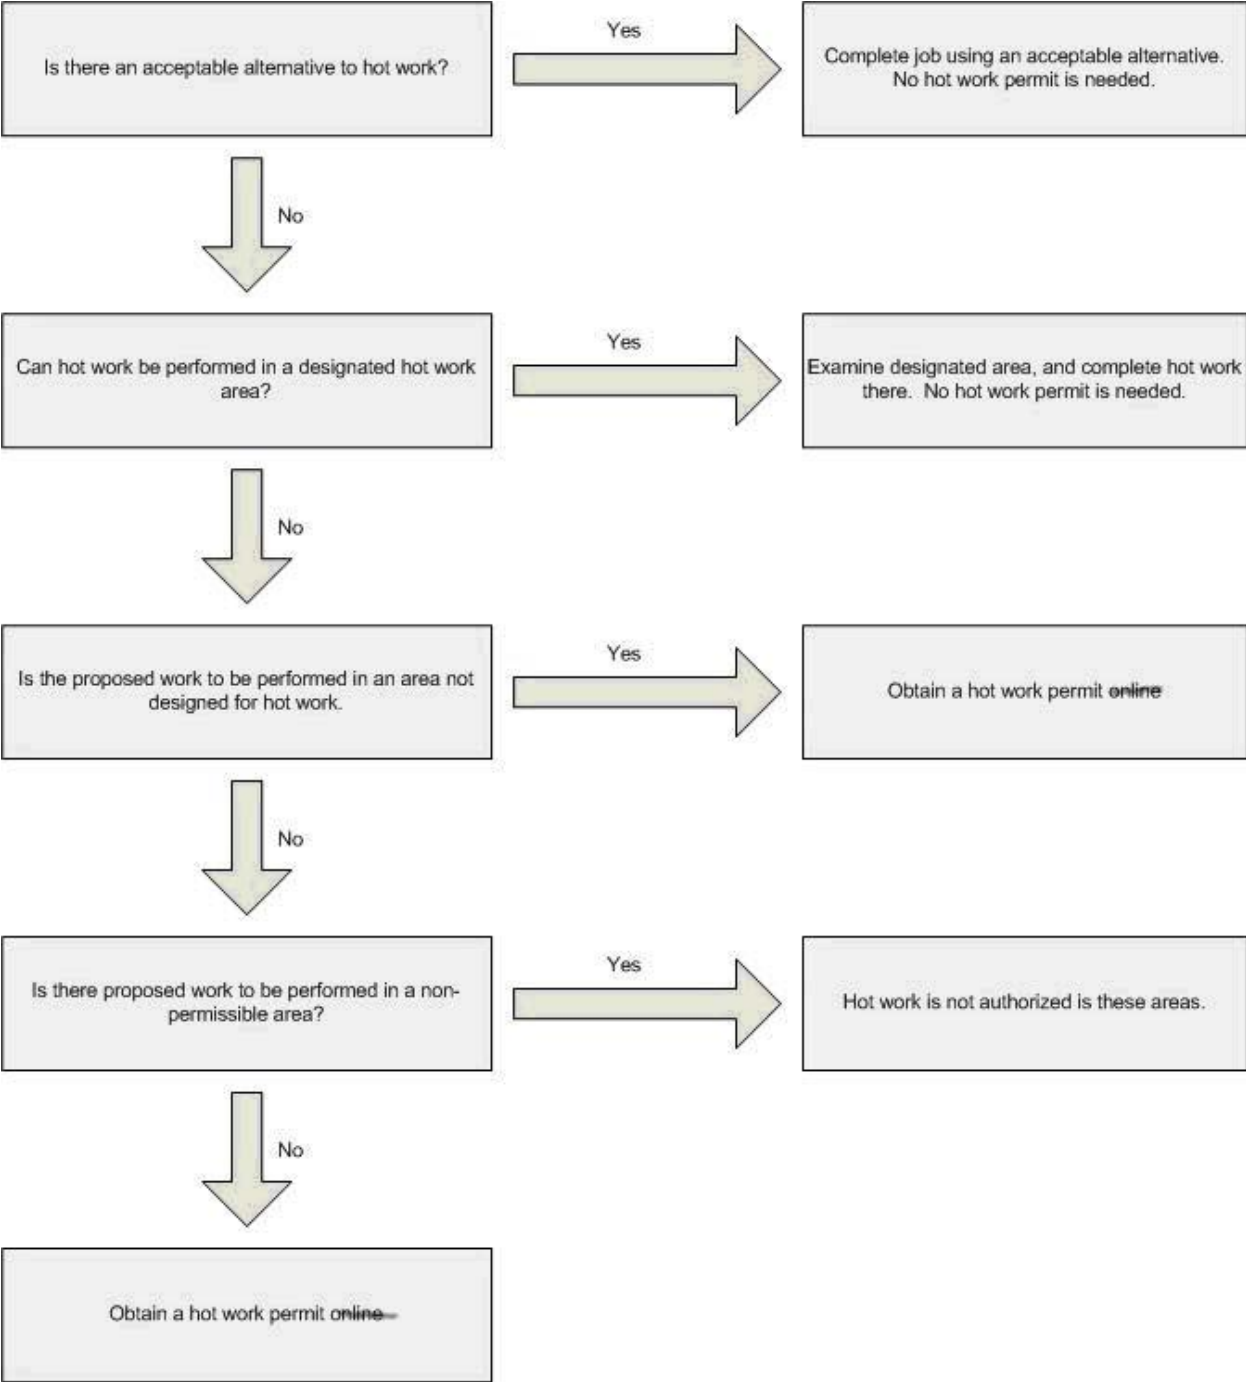 Is there an acceptable alternative to hot work?
Yes
Complete job using an acceptable alternative.
No hot work permit is needed.
No
Can hot work be performed in a designated hot work
area?
Yes
Examine designated area, and complete hot work
there.  No hot work permit is needed.
No
Is the proposed work to be performed in an area not
designed for hot work.
Yes
Obtain a hot work permit online
No
Is there proposed work to be performed in a non-
permissible area?
Yes
Hot work is not authorized is these areas.
No
Obtain a hot work permit online